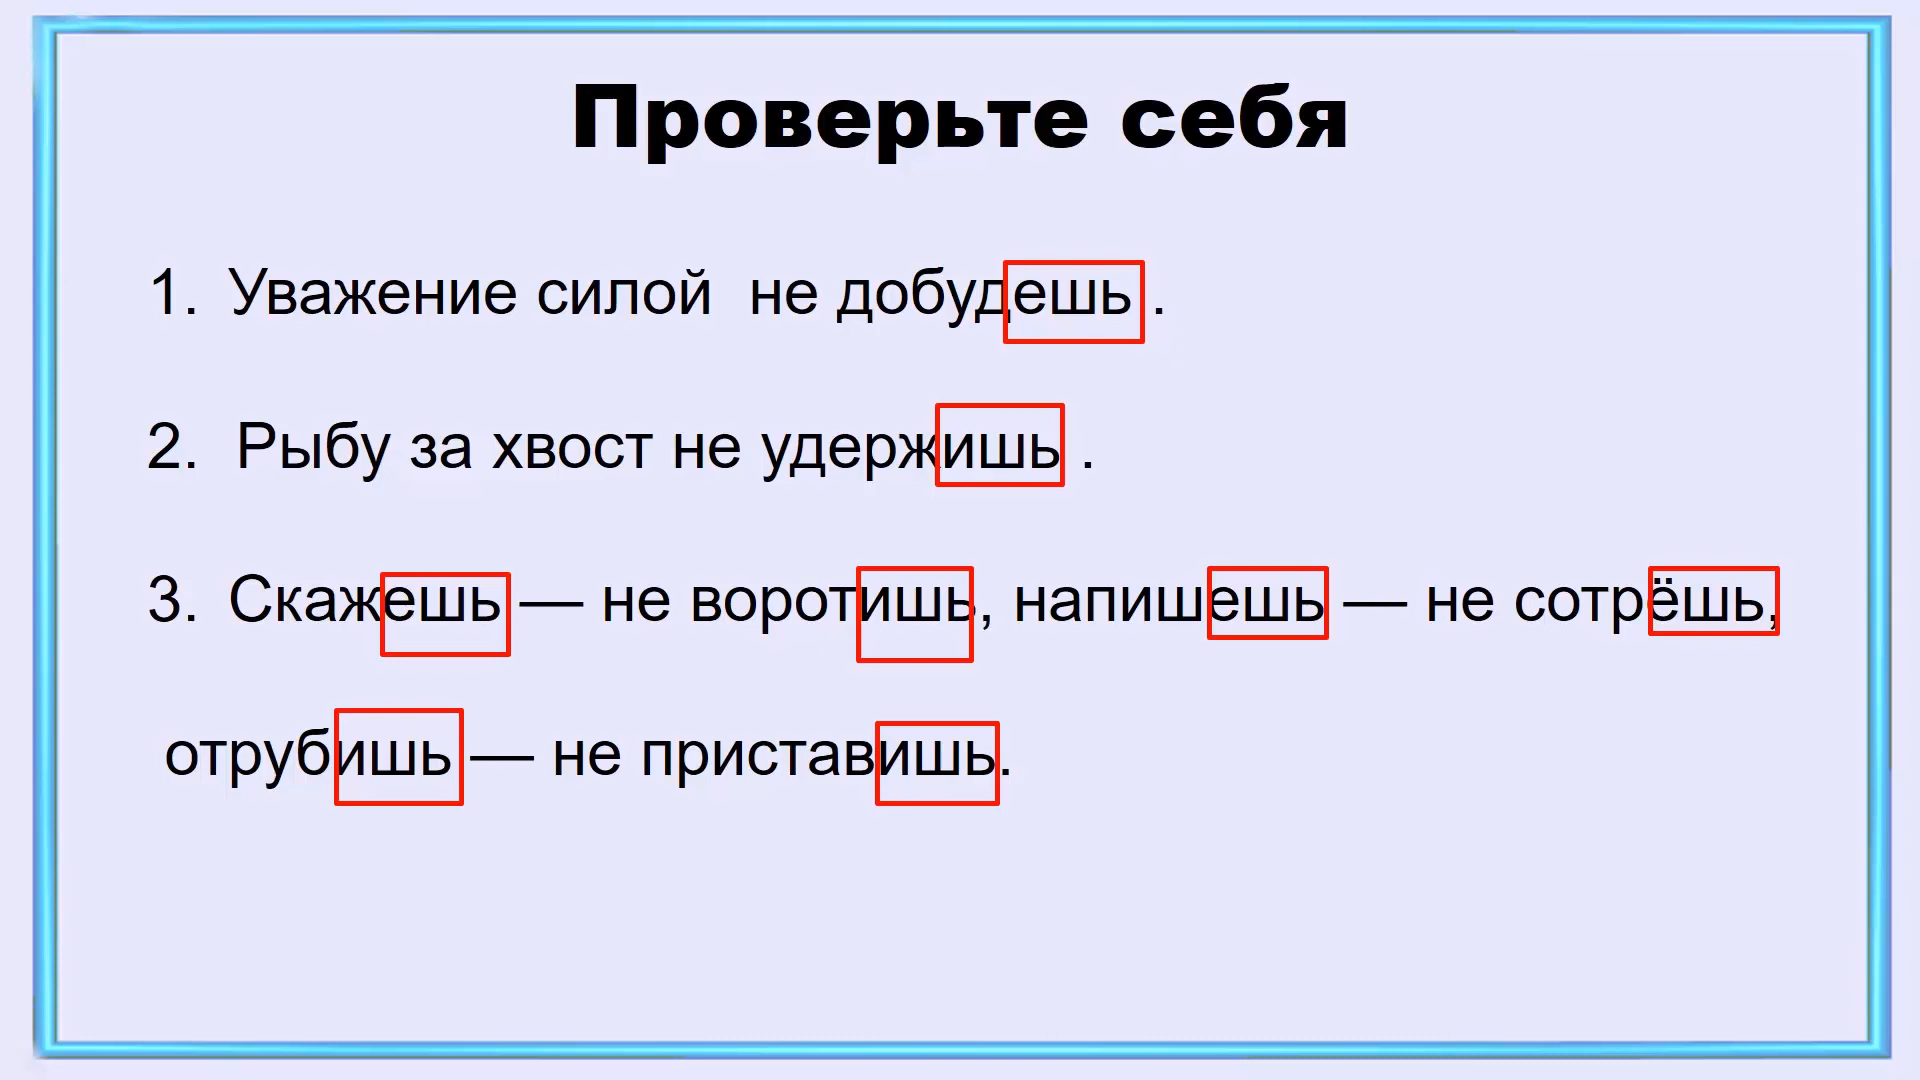 Проверьте себя
1. Уважение силой не добудешь .
2. Рыбу за хвост не удержишь .
3. Скажешь — не воротишь, напишешь — не сотрёшь,
отрубишь — не приставишь.